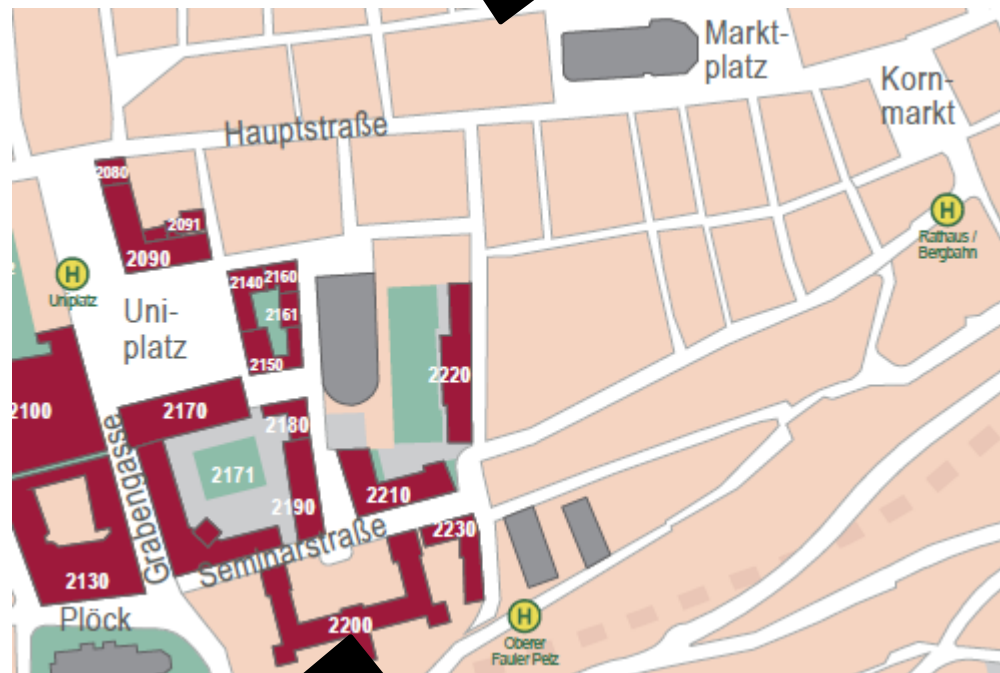 Markt-
platz
Korn-
markt
Hauptstraße
2080
2091
2090
H
Rathaus /
Bergbahn
H
Uniplatz
Uni-
platz
2140
2160
2161
2150
2220
2100
2170
2180
2171
2190
2210
Grabengasse
Seminarstraße
2230
2130
Plöck
2200
H
Oberer
Fauler Pelz